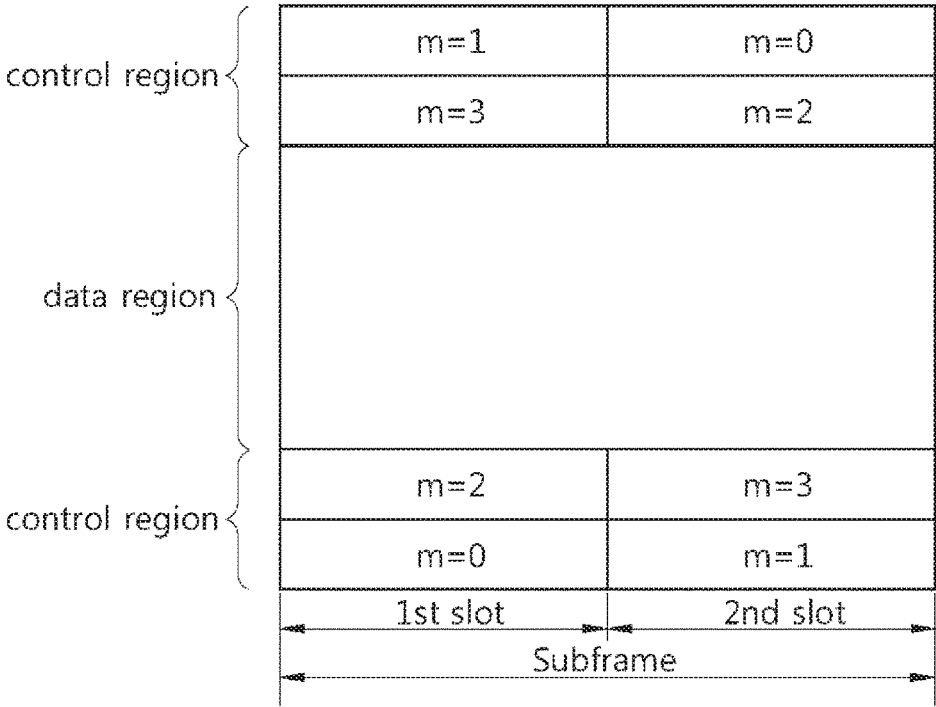 m=1 m=0
control region
m=3 m=2
data region
m=2 m=3
control region
m=0 m=1
1st slot 2nd slot
Subframe